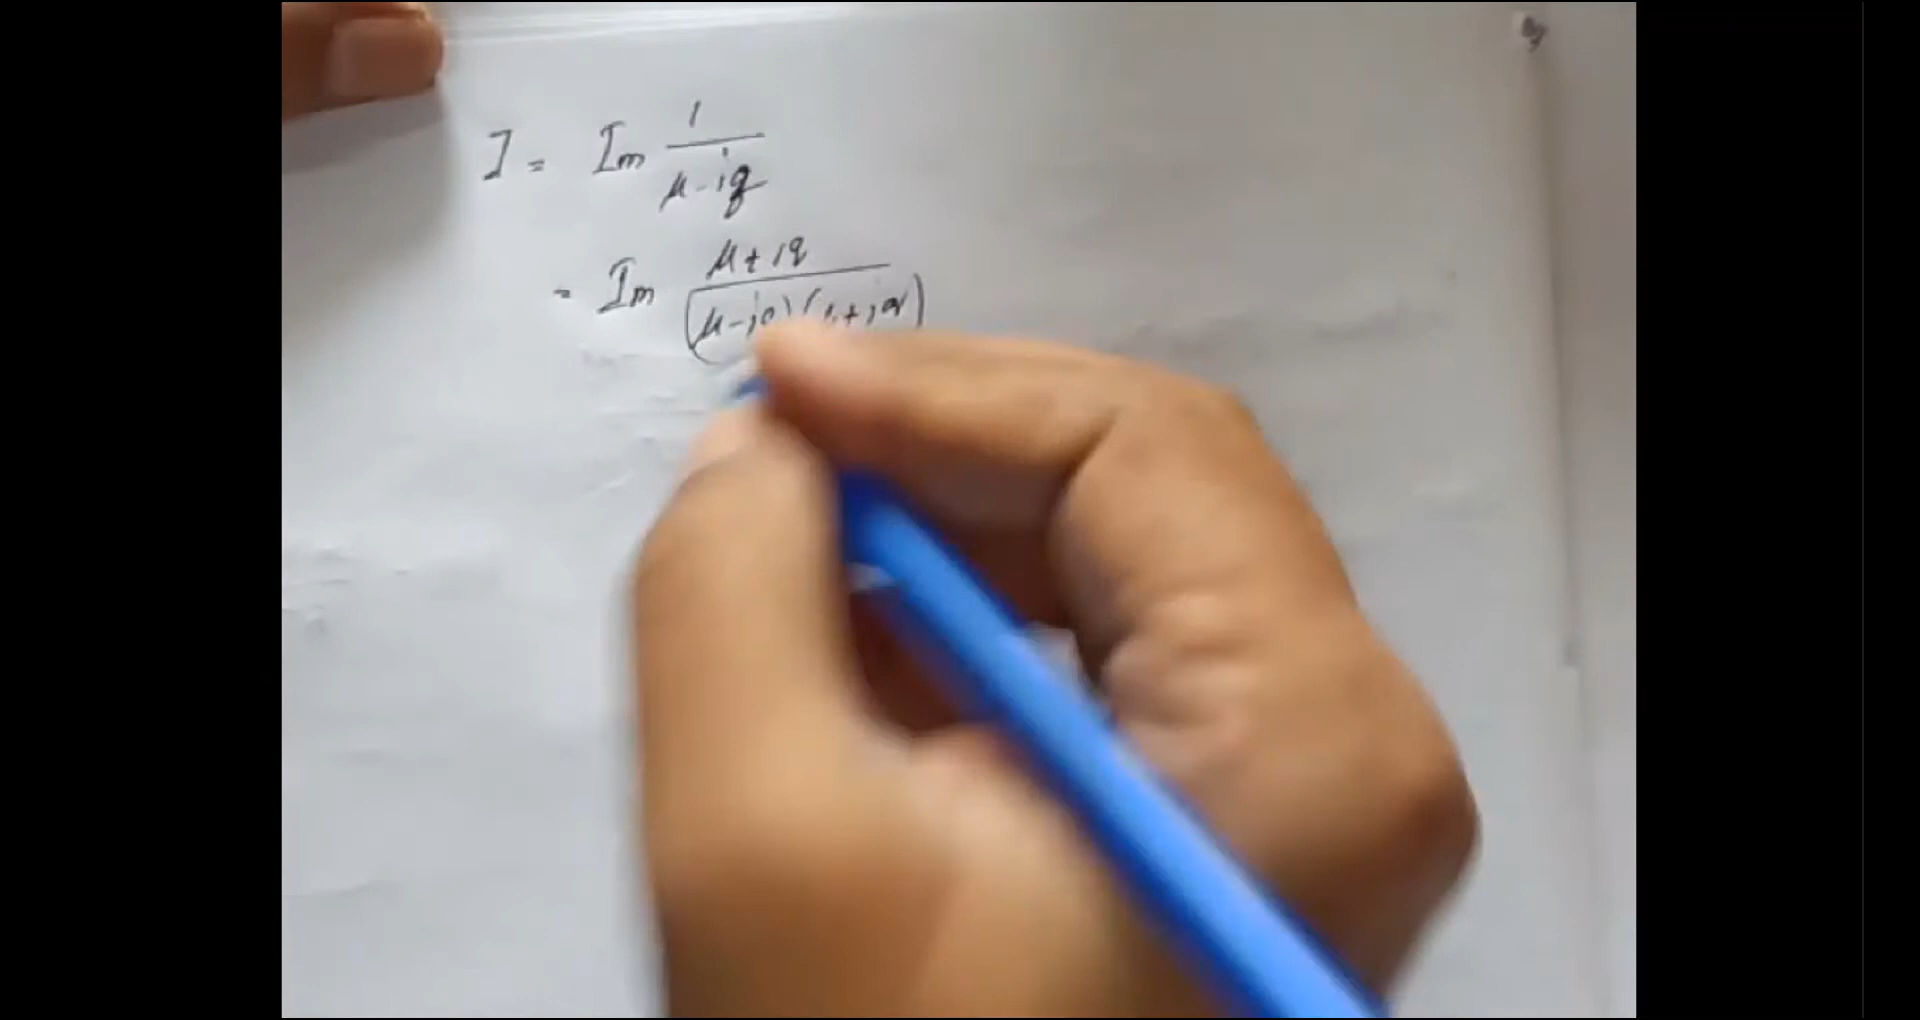 I = Im 1/(μ-iq)
= Im (μ+iq)/((μ-iq)(μ+iq))